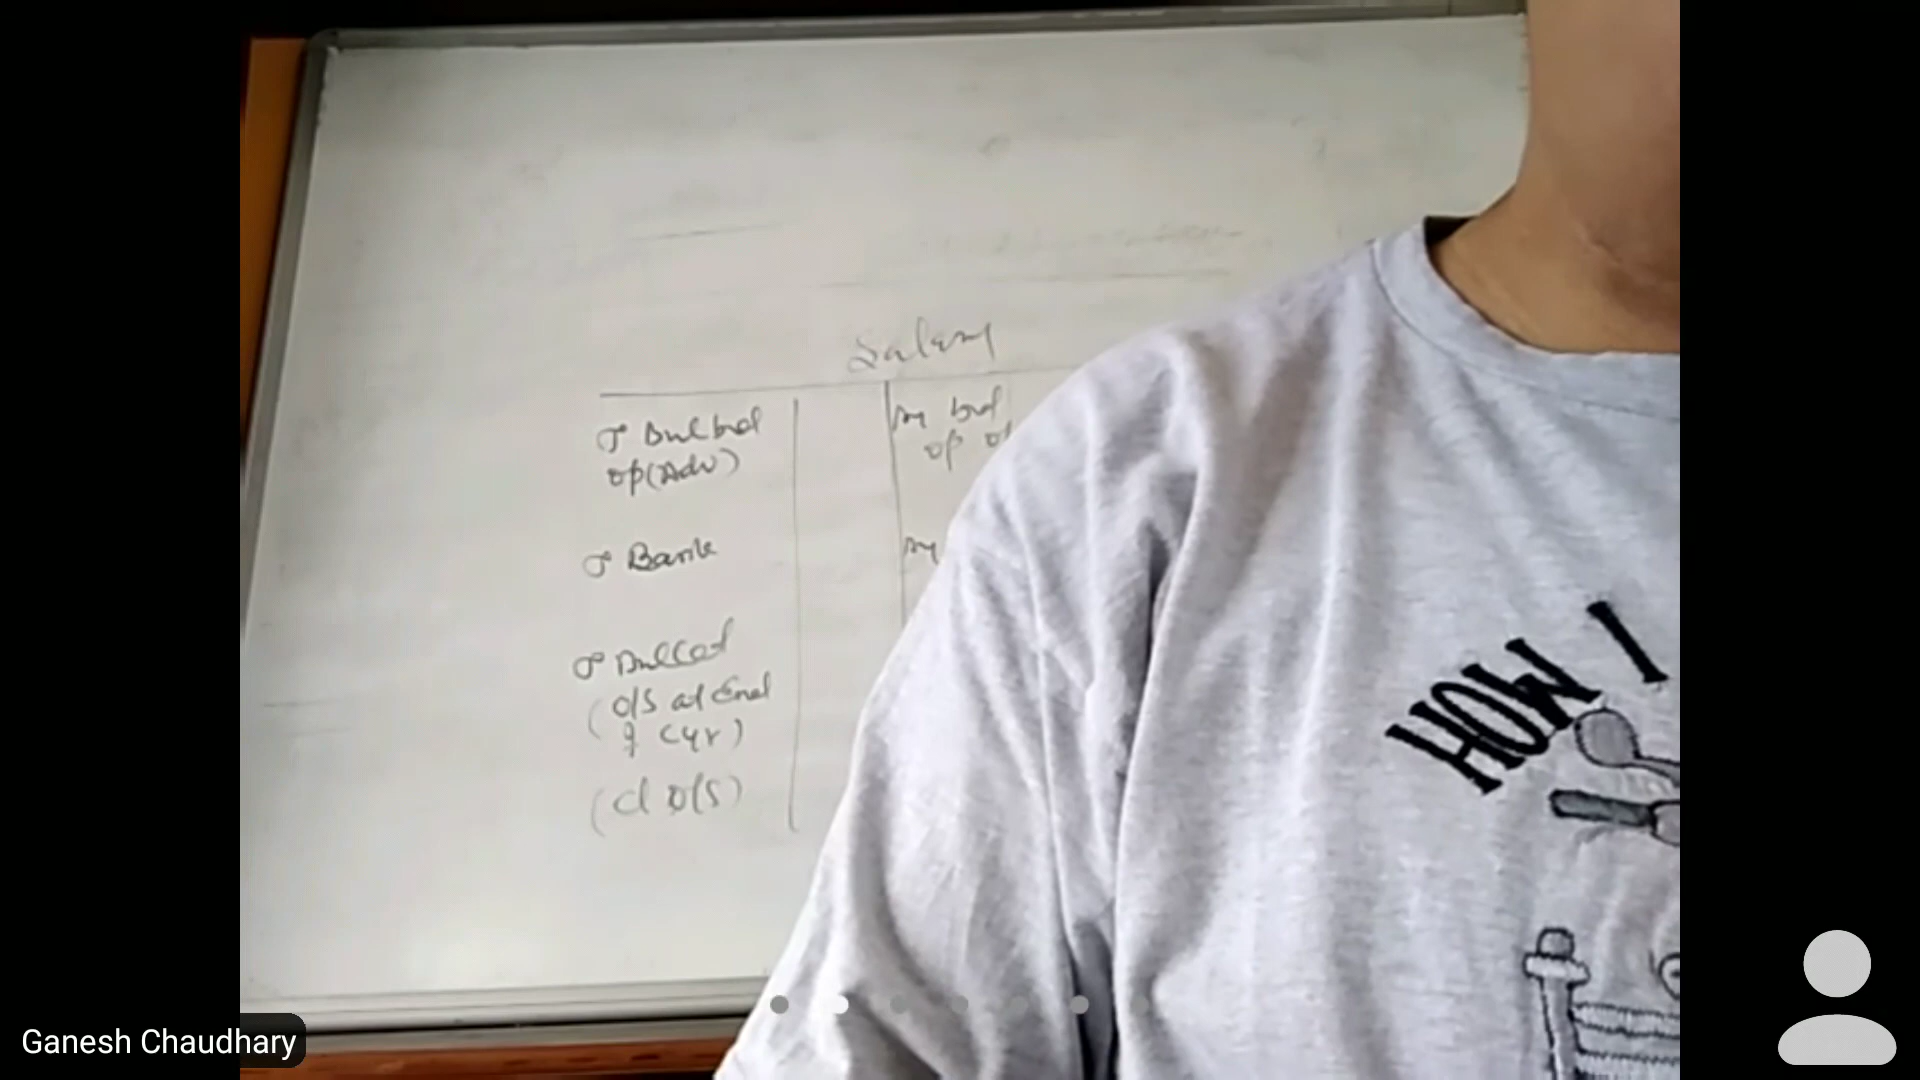 Salary
To Bal b/d
op (Adv)
By bal
op
To Bank
By
To Bal c/d
(O/S at End
of C yr)
(Cl O/S)
HOW I
Ganesh Chaudhary